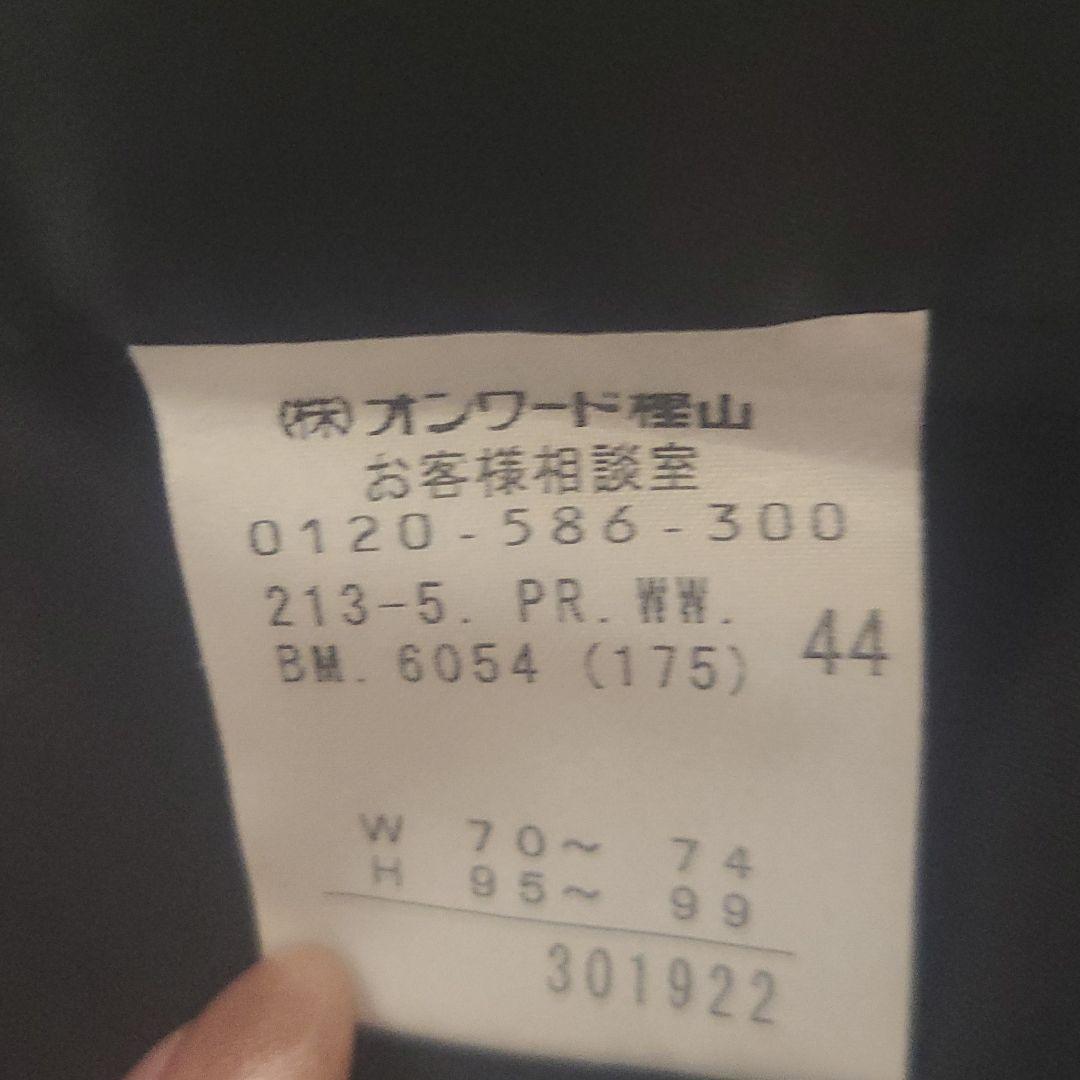 (株)オンワード樫山
お客様相談室
0120-586-300
213-5. PR.WW.
BM. 6054 (175) 44
W 70~ 74
H 95~ 99
301922